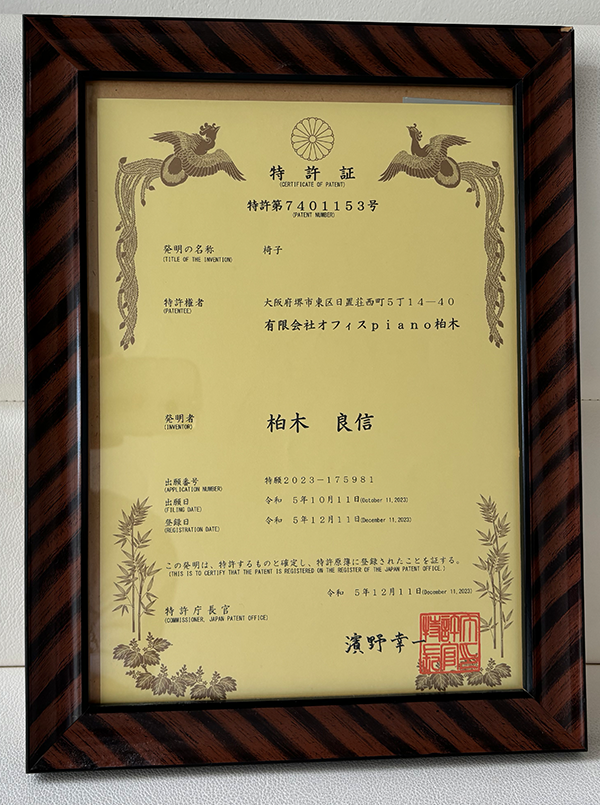 特許証
(CERTIFICATE OF PATENT)
特許第７４０１１５３号
(PATENT NUMBER)
発明の名称 椅子
(TITLE OF THE INVENTION)
特許権者 大阪府堺市東区日置荘西町５丁１４－４０
(PATENTEE)
有限会社オフィスｐｉａｎｏ柏木
発明者 柏木　良信
(INVENTOR)
出願番号 特願２０２３－１７５９８１
(APPLICATION NUMBER)
出願日 令和　５年１０月１１日(October 11,2023)
(FILING DATE)
登録日 令和　５年１２月１１日(December 11,2023)
(REGISTRATION DATE)
この発明は、特許するものと確定し、特許原簿に登録されたことを証する。
(THIS IS TO CERTIFY THAT THE PATENT IS REGISTERED ON THE REGISTER OF THE JAPAN PATENT OFFICE.)
令和　５年１２月１１日(December 11,2023)
特許庁長官
(COMMISSIONER, JAPAN PATENT OFFICE)
濱野幸一
特許庁長官之印